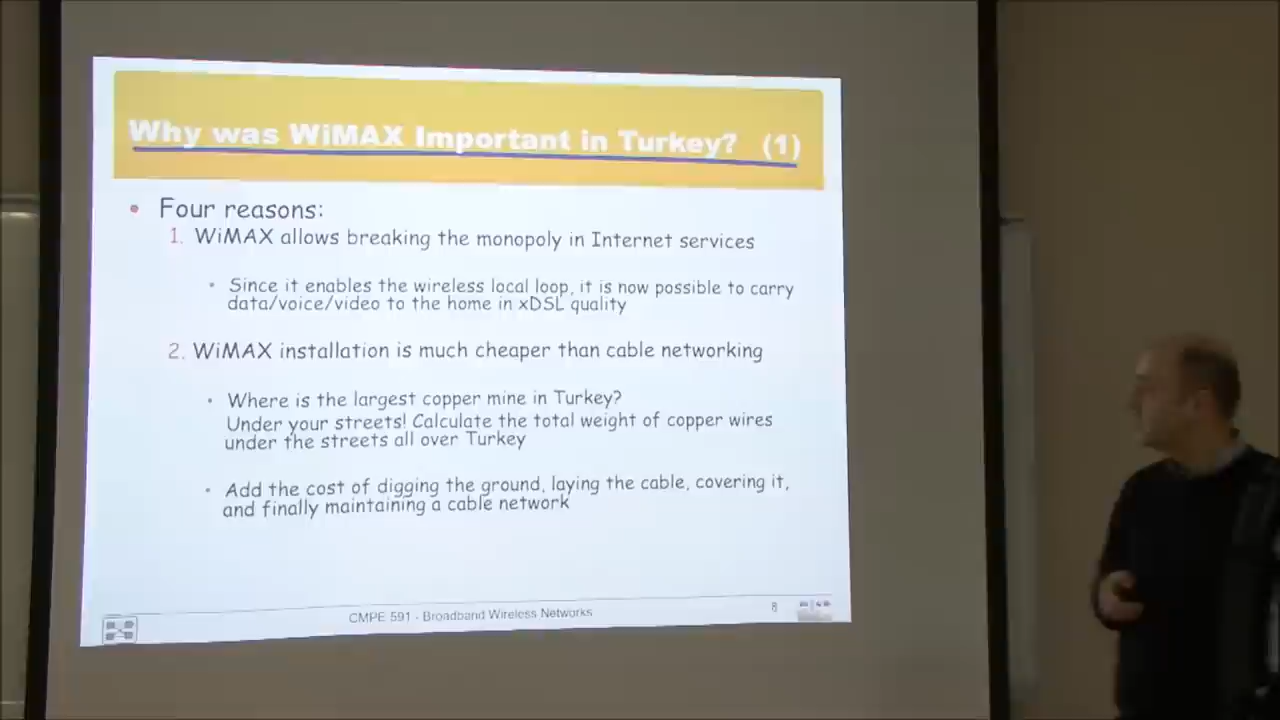 Why was WiMAX Important in Turkey? (1)
• Four reasons:
1. WiMAX allows breaking the monopoly in Internet services
• Since it enables the wireless local loop, it is now possible to carry
data/voice/video to the home in xDSL quality
2. WiMAX installation is much cheaper than cable networking
• Where is the largest copper mine in Turkey?
Under your streets! Calculate the total weight of copper wires
under the streets all over Turkey
• Add the cost of digging the ground, laying the cable, covering it,
and finally maintaining a cable network
CMPE 591 - Broadband Wireless Networks
8